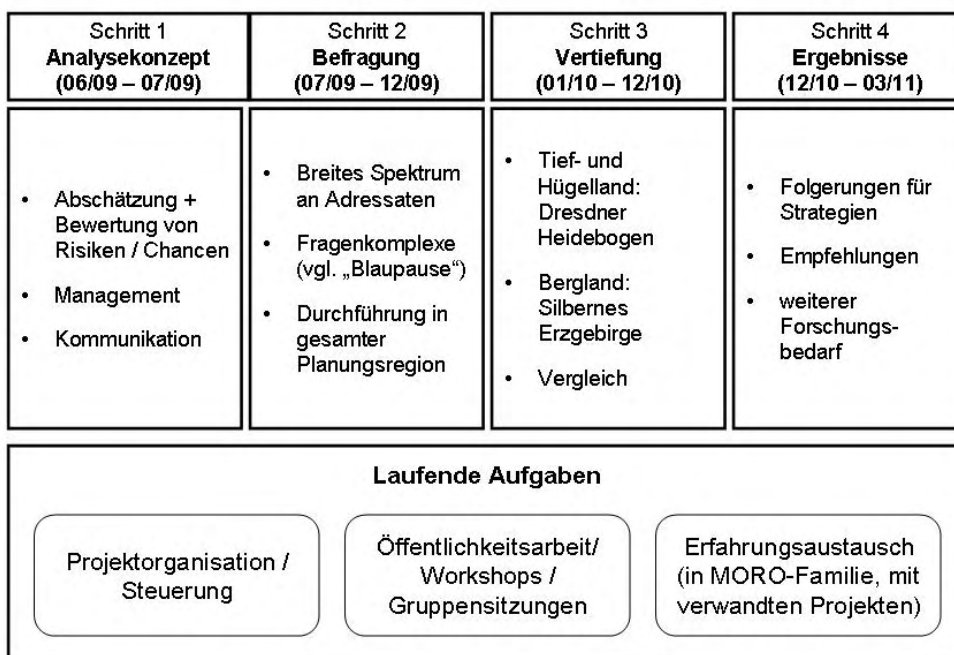 Schritt 1
Analysekonzept
(06/09 – 07/09)
Schritt 2
Befragung
(07/09 – 12/09)
Schritt 3
Vertiefung
(01/10 – 12/10)
Schritt 4
Ergebnisse
(12/10 – 03/11)
• Abschätzung +
Bewertung von
Risiken / Chancen
• Management
• Kommunikation
• Breites Spektrum
an Adressaten
• Fragenkomplexe
(vgl. „Blaupause“)
• Durchführung in
gesamter
Planungsregion
• Tief- und
Hügelland:
Dresdner
Heidebogen
• Bergland:
Silbernes
Erzgebirge
• Vergleich
• Folgerungen für
Strategien
• Empfehlungen
• weiterer
Forschungs-
bedarf
Laufende Aufgaben
Projektorganisation /
Steuerung
Öffentlichkeitsarbeit/
Workshops /
Gruppensitzungen
Erfahrungsaustausch
(in MORO-Familie, mit
verwandten Projekten)